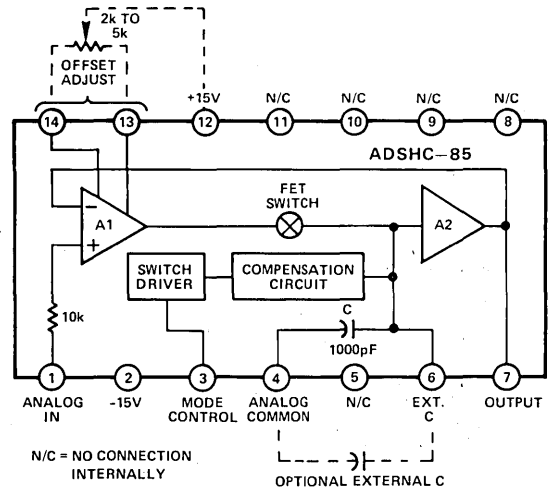 2k TO
5k
OFFSET
ADJUST
+15V
N/C
N/C
N/C
N/C
14
13
12
11
10
9
8
ADSHC-85
FET
SWITCH
−
A1
+
A2
SWITCH
DRIVER
COMPENSATION
CIRCUIT
10k
C
1000pF
1
2
3
4
5
6
7
ANALOG
IN
-15V
MODE
CONTROL
ANALOG
COMMON
N/C
EXT.
C
OUTPUT
N/C = NO CONNECTION
INTERNALLY
OPTIONAL EXTERNAL C